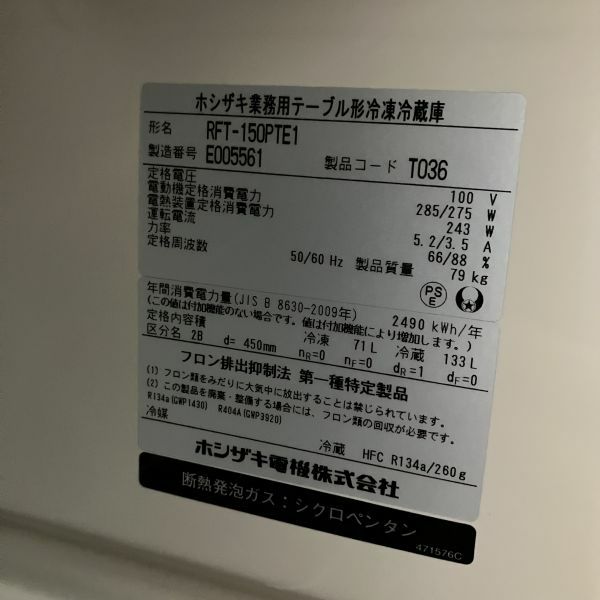 ホシザキ業務用テーブル形冷凍冷蔵庫
形名 RFT-150PTE1
製造番号 E005561 製品コード T036
定格電圧 100 V
電動機定格消費電力 285/275 W
電熱装置定格消費電力 243 W
運転電流 5.2/3.5 A
力率 66/88 %
定格周波数 50/60 Hz 製品質量 79 kg
PSE
年間消費電力量(JIS B 8630-2009年) 2490 kWh/年
(この値は付加機能のない場合です。値は付加機能により増加します。)
定格内容積 冷凍 71L 冷蔵 133L
区分名 2B d= 450mm nR=0 nF=0 dR=1 dF=0
フロン排出抑制法 第一種特定製品
(1) フロン類をみだりに大気中に放出することは禁じられています。
(2) この製品を廃棄・整備する場合には、フロン類の回収が必要です。
R134a(GWP1430) R404A(GWP3920)
冷媒 冷蔵 HFC R134a/260g
ホシザキ電機株式会社
断熱発泡ガス:シクロペンタン
471576C